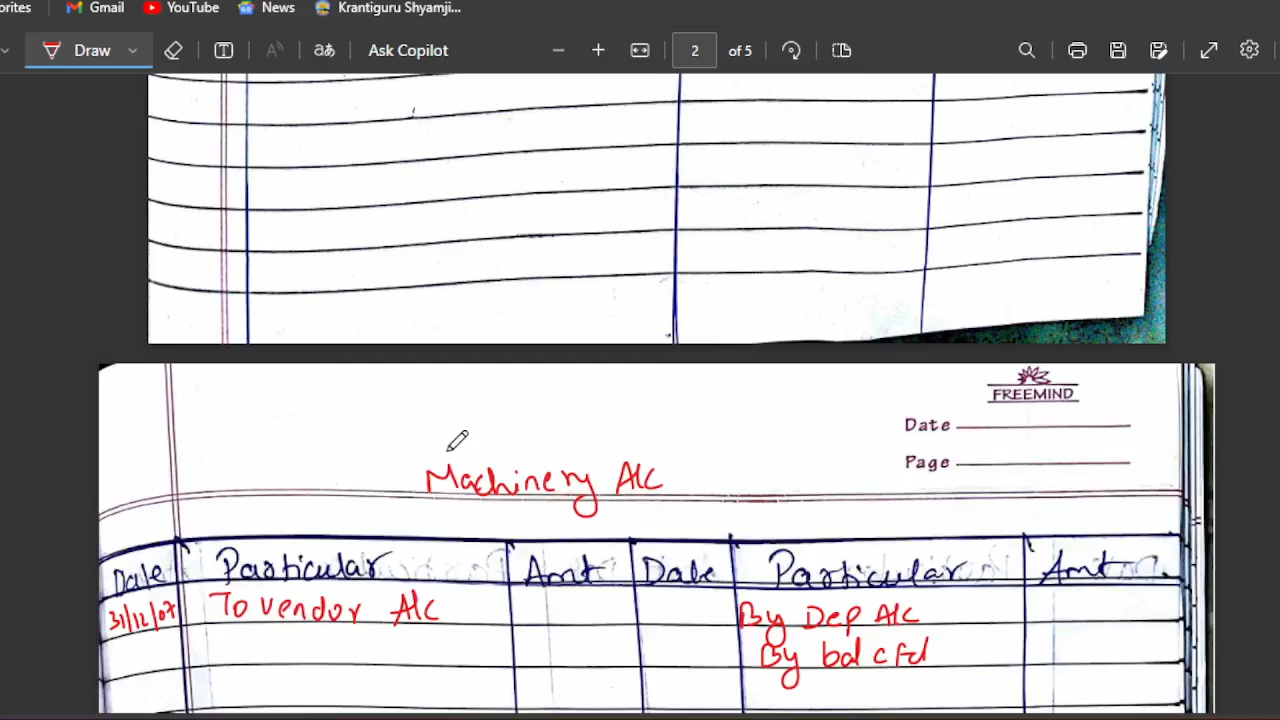 orites Gmail YouTube News Krantiguru Shyamji...
Draw Ask Copilot 2 of 5
FREEMIND
Date
Page
Machinery A/c
Date Particular Amt Date Particular Amt
31/12/07 To vendor A/c By Dep A/c
By bal cfd